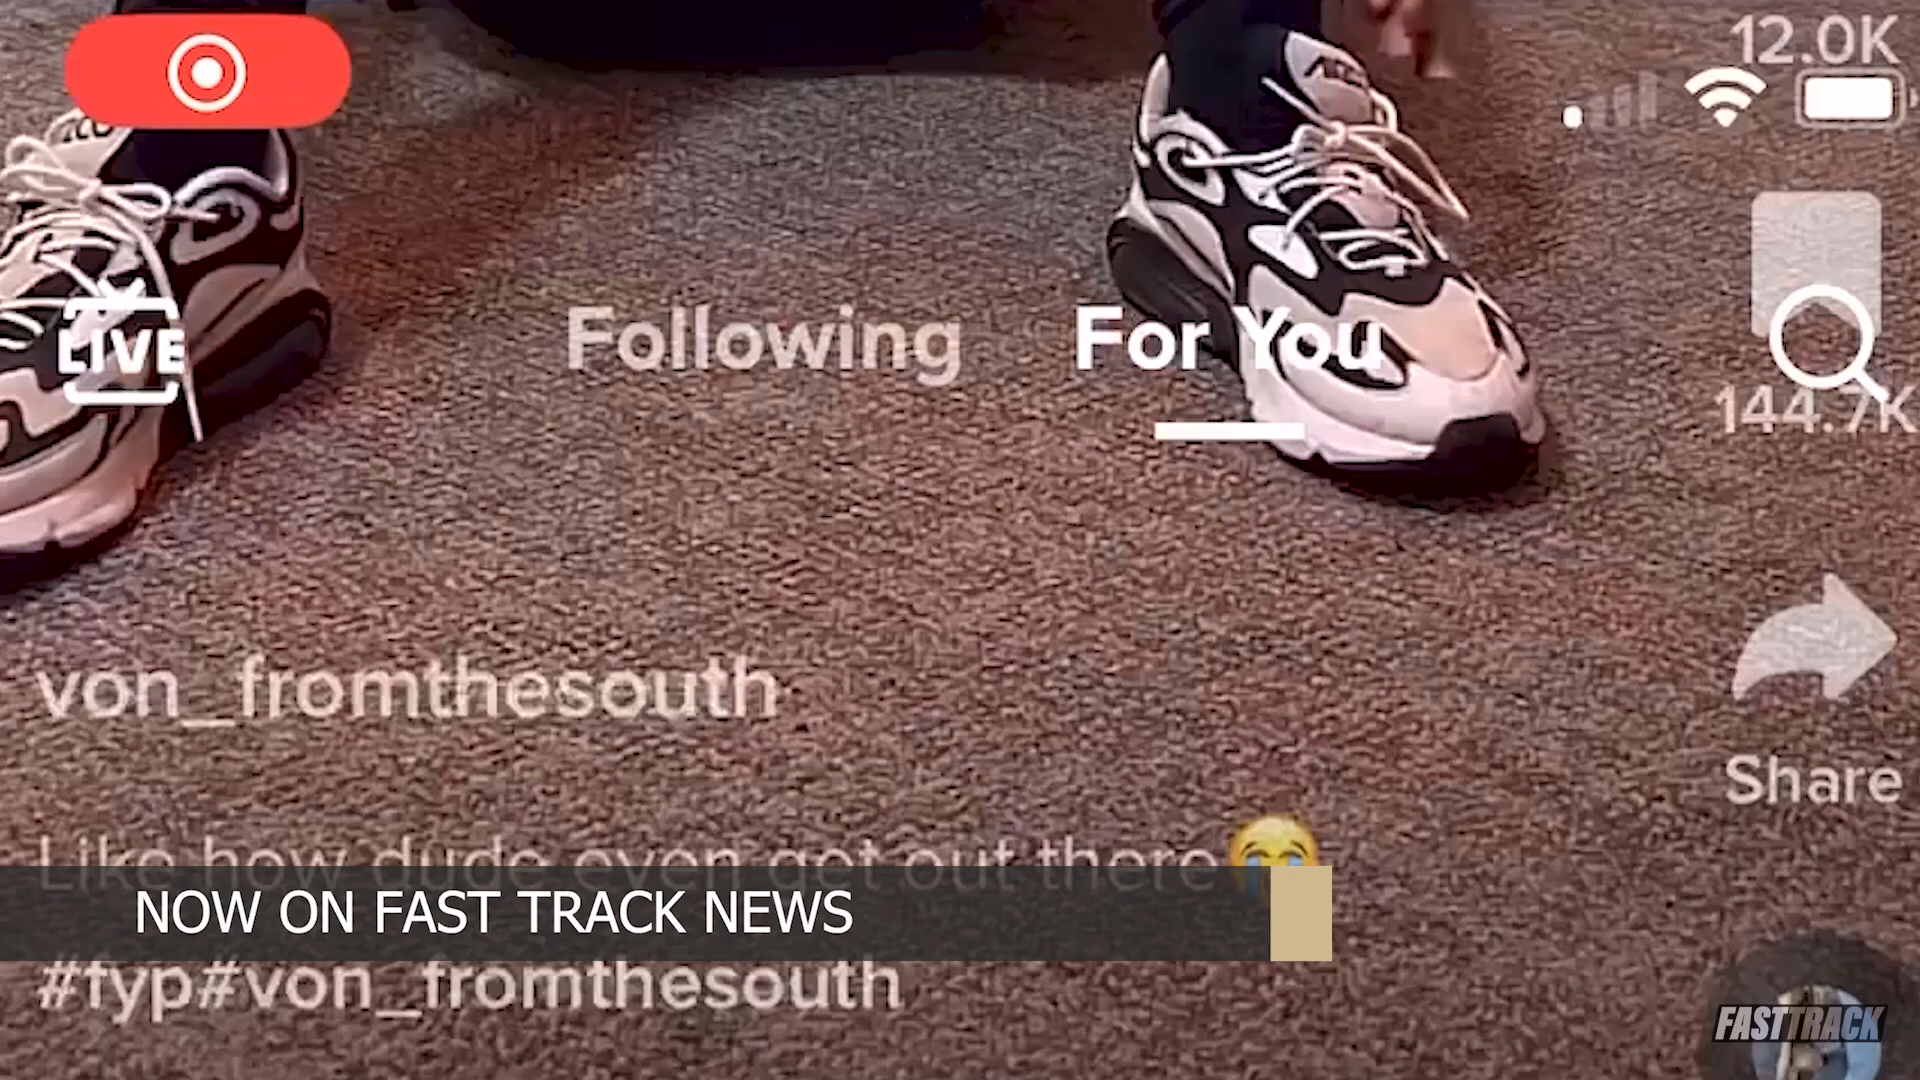 12.0K
LIVE
Following
For You
144.7K
von_fromthesouth
Share
Like how dude even get out there😭
NOW ON FAST TRACK NEWS
#fyp#von_fromthesouth
FASTTRACK